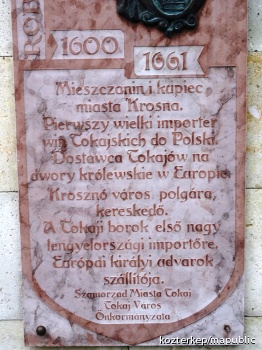 ROB
1600
1661
Mieszczanin i kupiec
miasta Krosna.
Pierwszy wielki importer
win Tokajskich do Polski.
Dostawca Tokajów na
dwory królewskie w Europie.
Krosznó város polgára,
kereskedő.
A Tokaji borok első nagy
lengyelországi importőre.
Európai királyi udvarok
szállítója.
Szamorząd Miasta Tokaj
Tokaj Város
Önkormányzata
kozterkep/mapublic